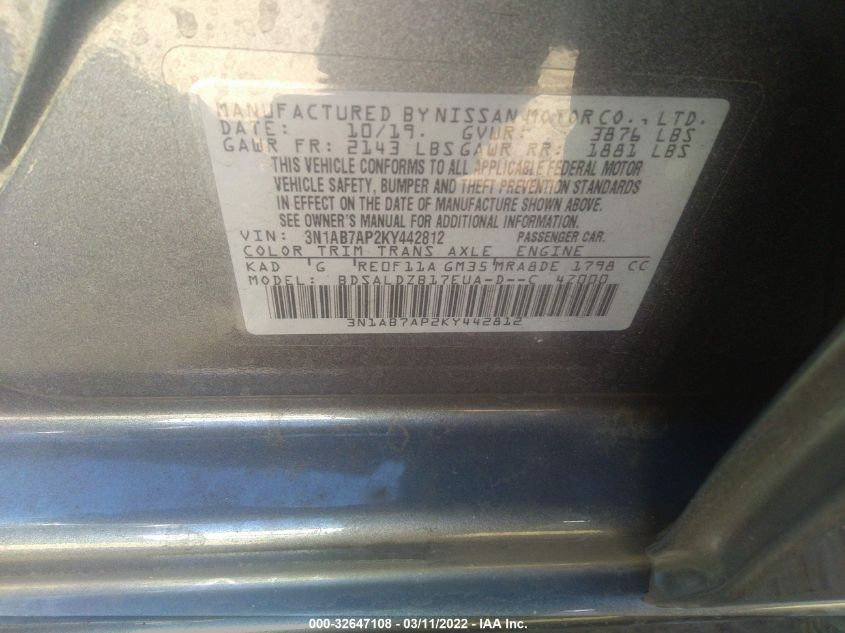 MANUFACTURED BY NISSAN MOTOR CO., LTD.
DATE: 10/19. GVWR: 3876 LBS
GAWR FR: 2143 LBS GAWR RR: 1881 LBS
THIS VEHICLE CONFORMS TO ALL APPLICABLE FEDERAL MOTOR
VEHICLE SAFETY, BUMPER AND THEFT PREVENTION STANDARDS
IN EFFECT ON THE DATE OF MANUFACTURE SHOWN ABOVE.
SEE OWNER'S MANUAL FOR ADDITIONAL INFORMATION.
VIN: 3N1AB7AP2KY442812 PASSENGER CAR.
COLOR TRIM TRANS AXLE ENGINE
KAD G RE0F11A GM35 MRA8DE 1798 CC
MODEL: BDSALDZB17EUA-D--C 47000
3N1AB7AP2KY442812
000-32647108 - 03/11/2022 - IAA Inc.